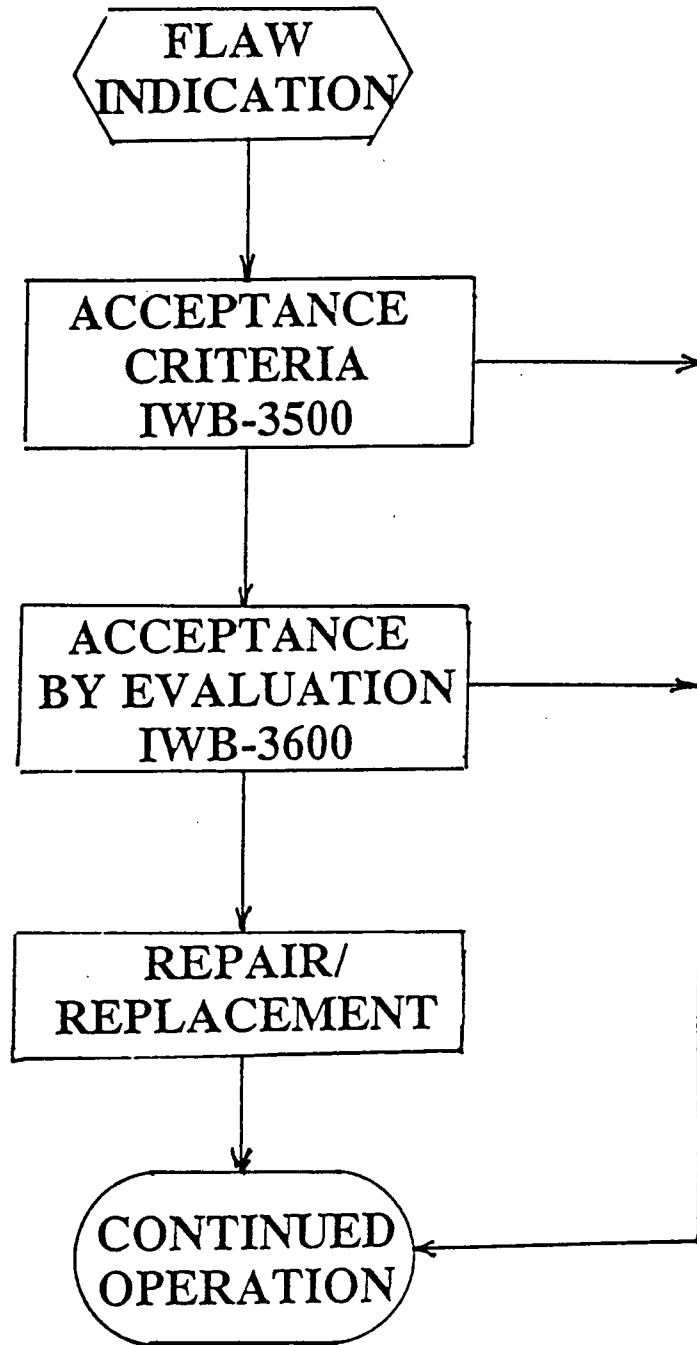 FLAW
INDICATION
ACCEPTANCE
CRITERIA
IWB-3500
ACCEPTANCE
BY EVALUATION
IWB-3600
REPAIR/
REPLACEMENT
CONTINUED
OPERATION